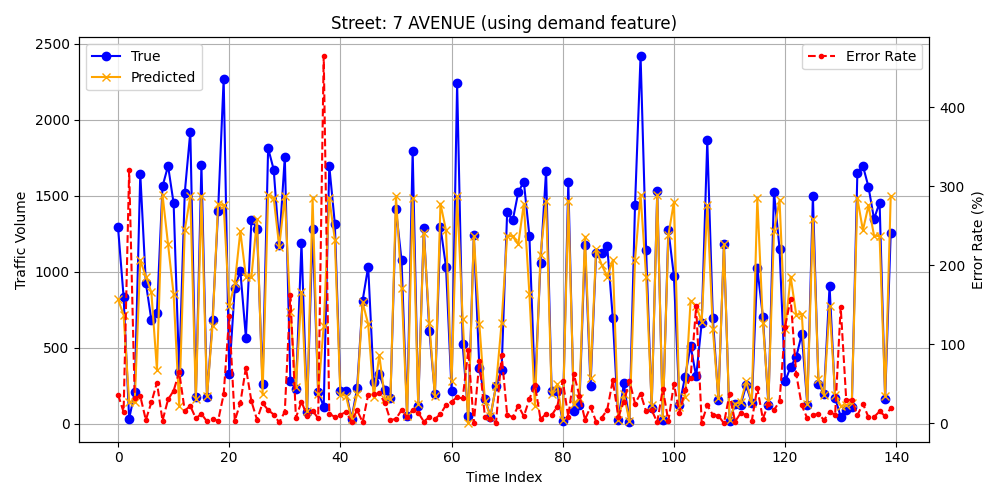 Street: 7 AVENUE (using demand feature)
True
Predicted
Error Rate
2500
2000
1500
1000
500
0
Traffic Volume
400
300
200
100
0
Error Rate (%)
0 20 40 60 80 100 120 140
Time Index